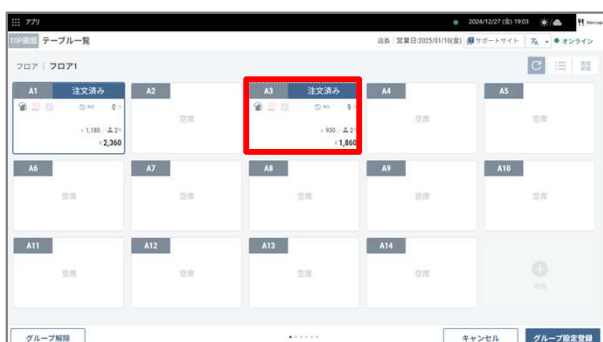 アプリ 2024/12/27 (金) 19:03
TOP画面 テーブル一覧 店長 : 営業日:2025/01/10(金) サポートサイト オンライン
フロア | フロア1
A1 注文済み A2 A3 注文済み A4 A5
空席 空席 空席
1,180 2 930 2
2,360 1,860
A6 A7 A8 A9 A10
空席 空席 空席 空席 空席
A11 A12 A13 A14
空席 空席 空席 空席
グループ解除 キャンセル グループ設定登録